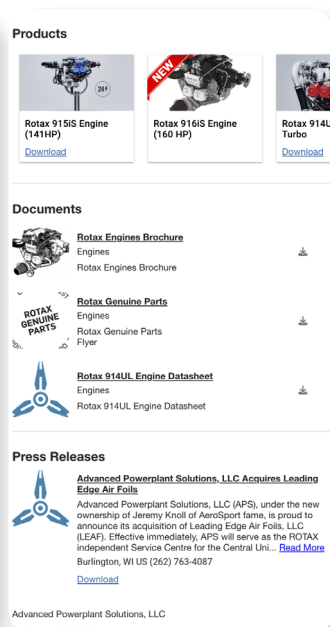 Products
24
NEW
Rotax 915iS Engine
(141HP)
Download
Rotax 916iS Engine
(160 HP)
Rotax 914U
Turbo
Download
Documents
Rotax Engines Brochure
Engines
Rotax Engines Brochure
ROTAX
GENUINE
PARTS
Rotax Genuine Parts
Engines
Rotax Genuine Parts
Flyer
Rotax 914UL Engine Datasheet
Engines
Rotax 914UL Engine Datasheet
Press Releases
Advanced Powerplant Solutions, LLC Acquires Leading
Edge Air Foils
Advanced Powerplant Solutions, LLC (APS), under the new
ownership of Jeremy Knoll of AeroSport fame, is proud to
announce its acquisition of Leading Edge Air Foils, LLC
(LEAF). Effective immediately, APS will serve as the ROTAX
independent Service Centre for the Central Uni... Read More
Burlington, WI US (262) 763-4087
Download
Advanced Powerplant Solutions, LLC